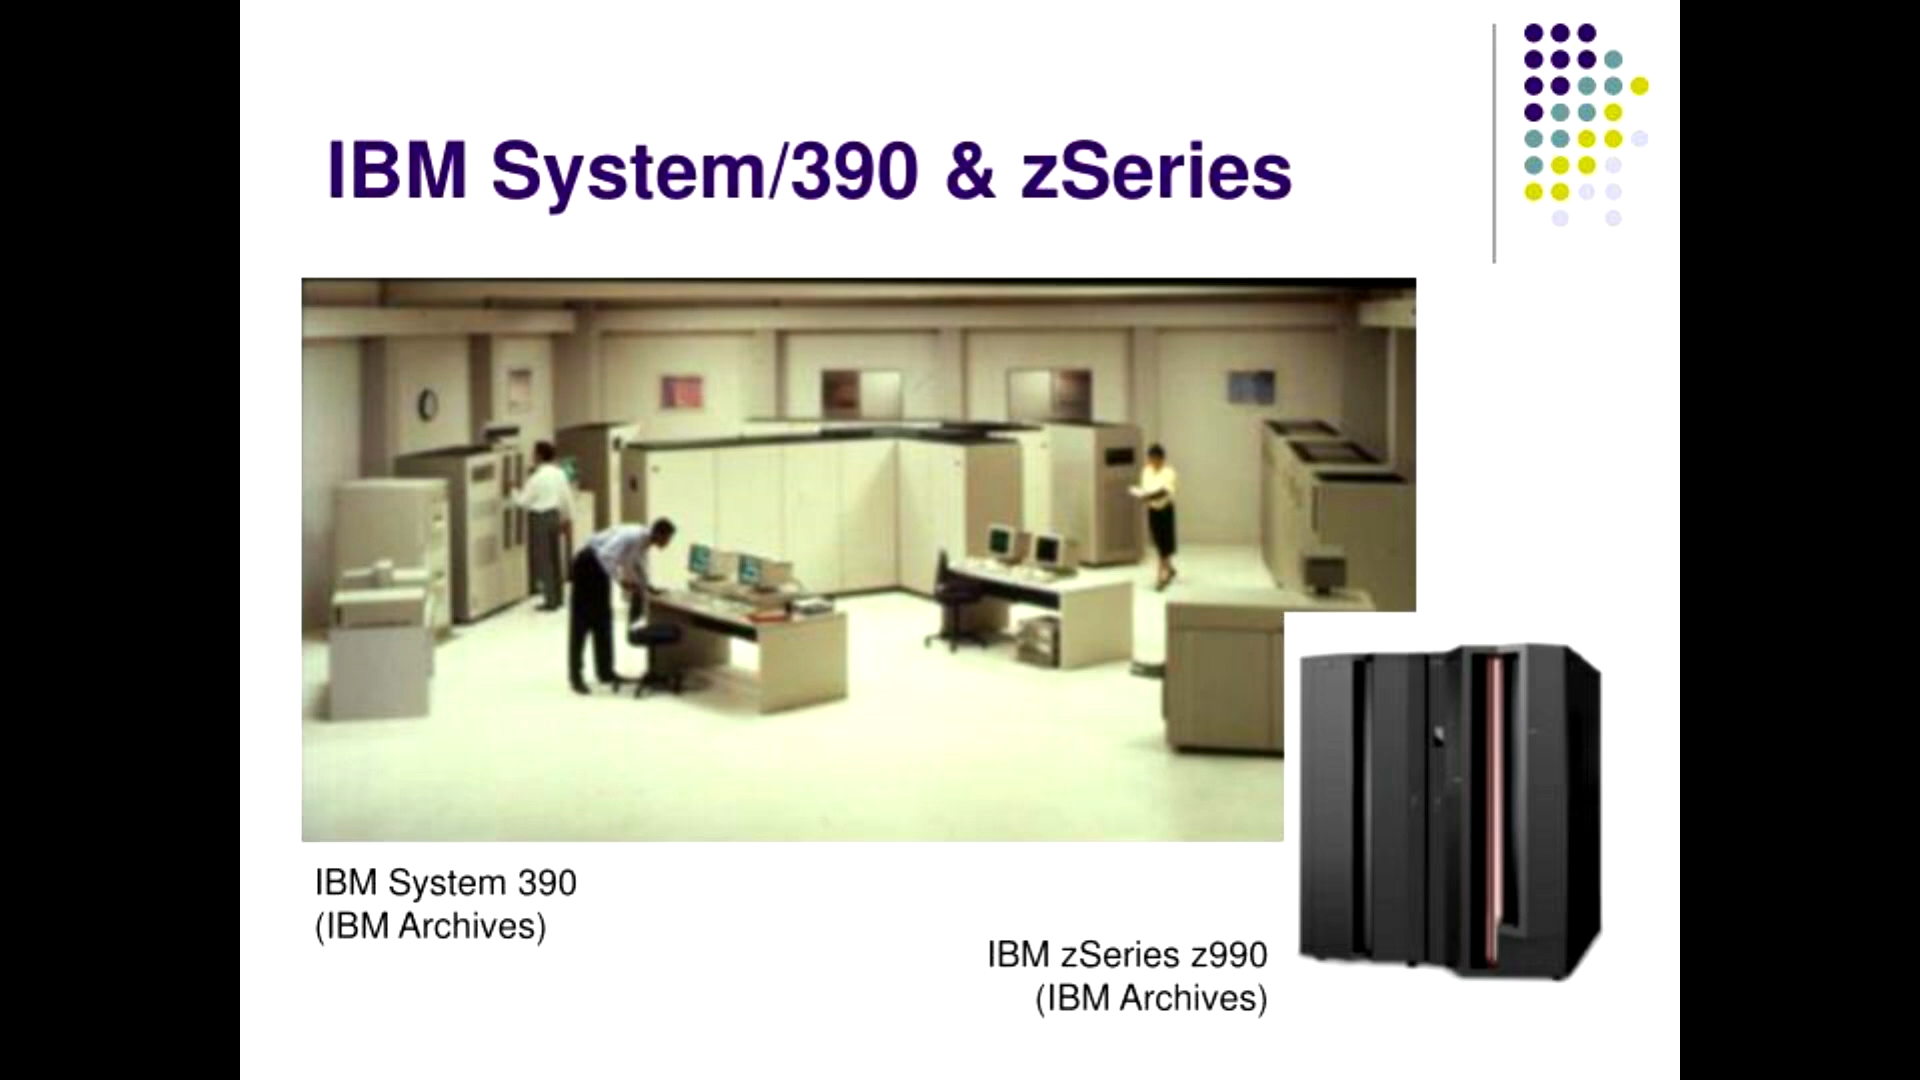 IBM System/390 & zSeries
IBM System 390
(IBM Archives)
IBM zSeries z990
(IBM Archives)